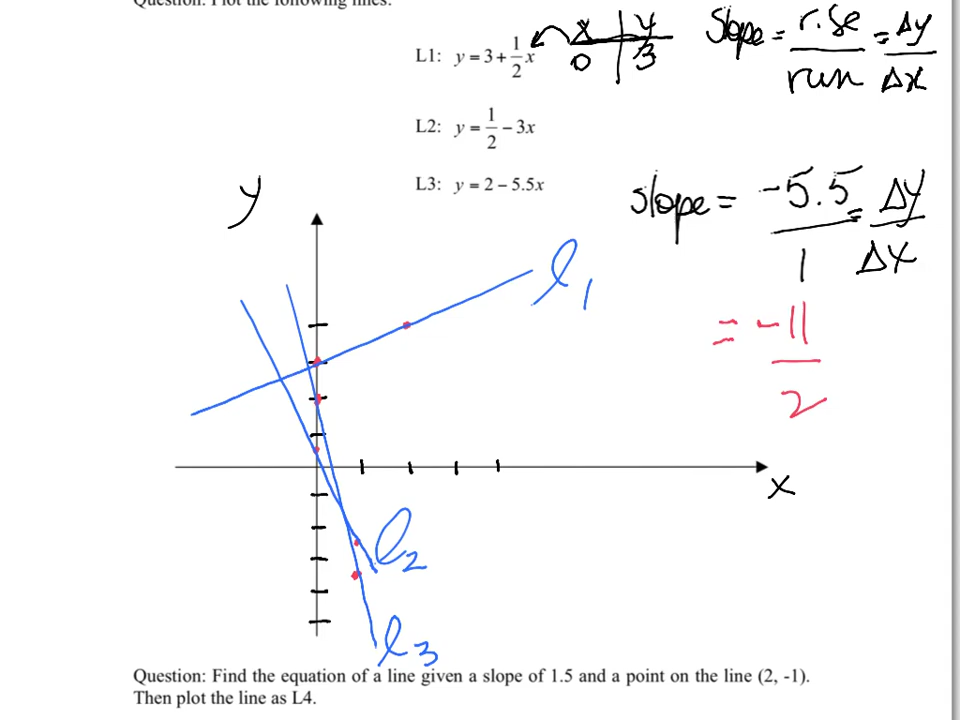 Question: Plot the following lines:
L1: y = 3 + 1/2 x
x | y
0 | 3
Slope = rise/run = Δy/Δx
L2: y = 1/2 − 3x
L3: y = 2 − 5.5x
slope = -5.5/1 = Δy/Δx
= -11/2
y
l1
x
l2
l3
Question: Find the equation of a line given a slope of 1.5 and a point on the line (2, -1).
Then plot the line as L4.